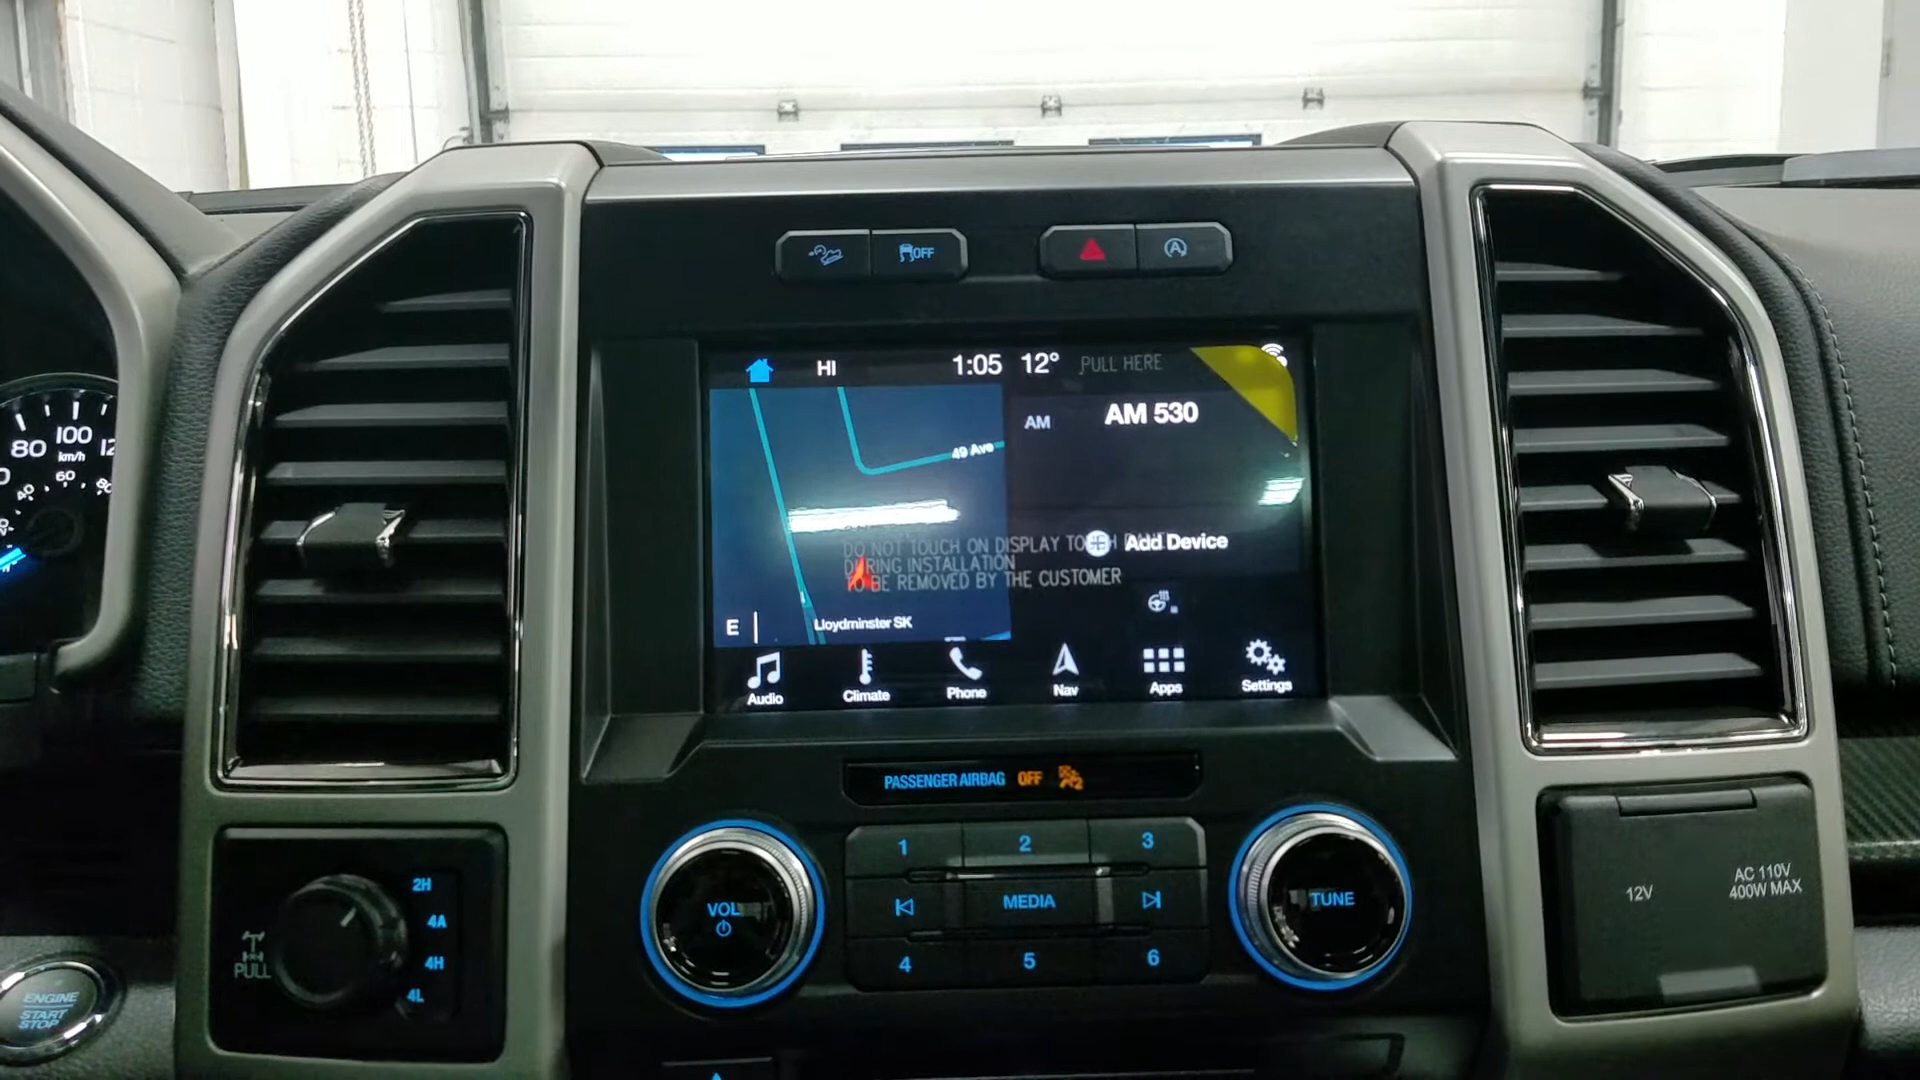 OFF
A
HI
1:05
12°
PULL HERE
AM
AM 530
49 Ave
DO NOT TOUCH ON DISPLAY
DURING INSTALLATION
TO BE REMOVED BY THE CUSTOMER
Add Device
E
Lloydminster SK
Audio
Climate
Phone
Nav
Apps
Settings
80
100
km/h
40
60
80
PASSENGER AIRBAG OFF
2H
4A
4H
4L
PULL
VOL
1
2
3
MEDIA
4
5
6
TUNE
12V
AC 110V
400W MAX
ENGINE
START
STOP